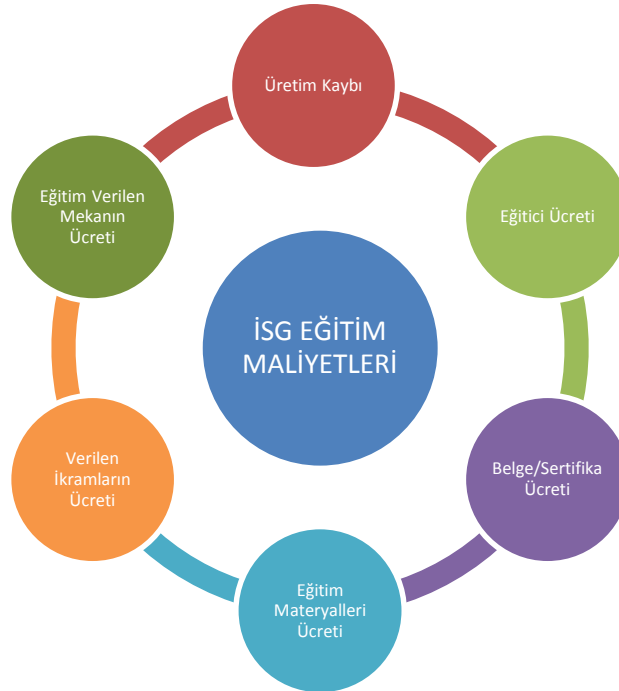 Üretim Kaybı
Eğitim Verilen
Mekanın
Ücreti
Eğitici Ücreti
İSG EĞİTİM
MALİYETLERİ
Verilen
İkramların
Ücreti
Belge/Sertifika
Ücreti
Eğitim
Materyalleri
Ücreti